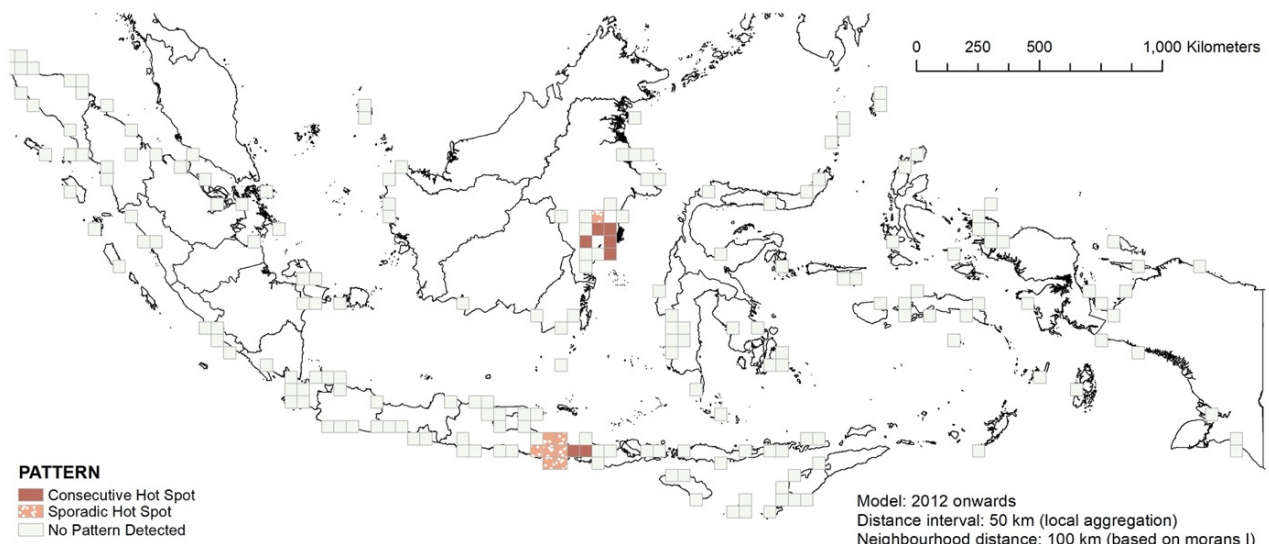 0 250 500 1,000 Kilometers
PATTERN
Consecutive Hot Spot
Sporadic Hot Spot
No Pattern Detected
Model: 2012 onwards
Distance interval: 50 km (local aggregation)
Neighbourhood distance: 100 km (based on morans I)